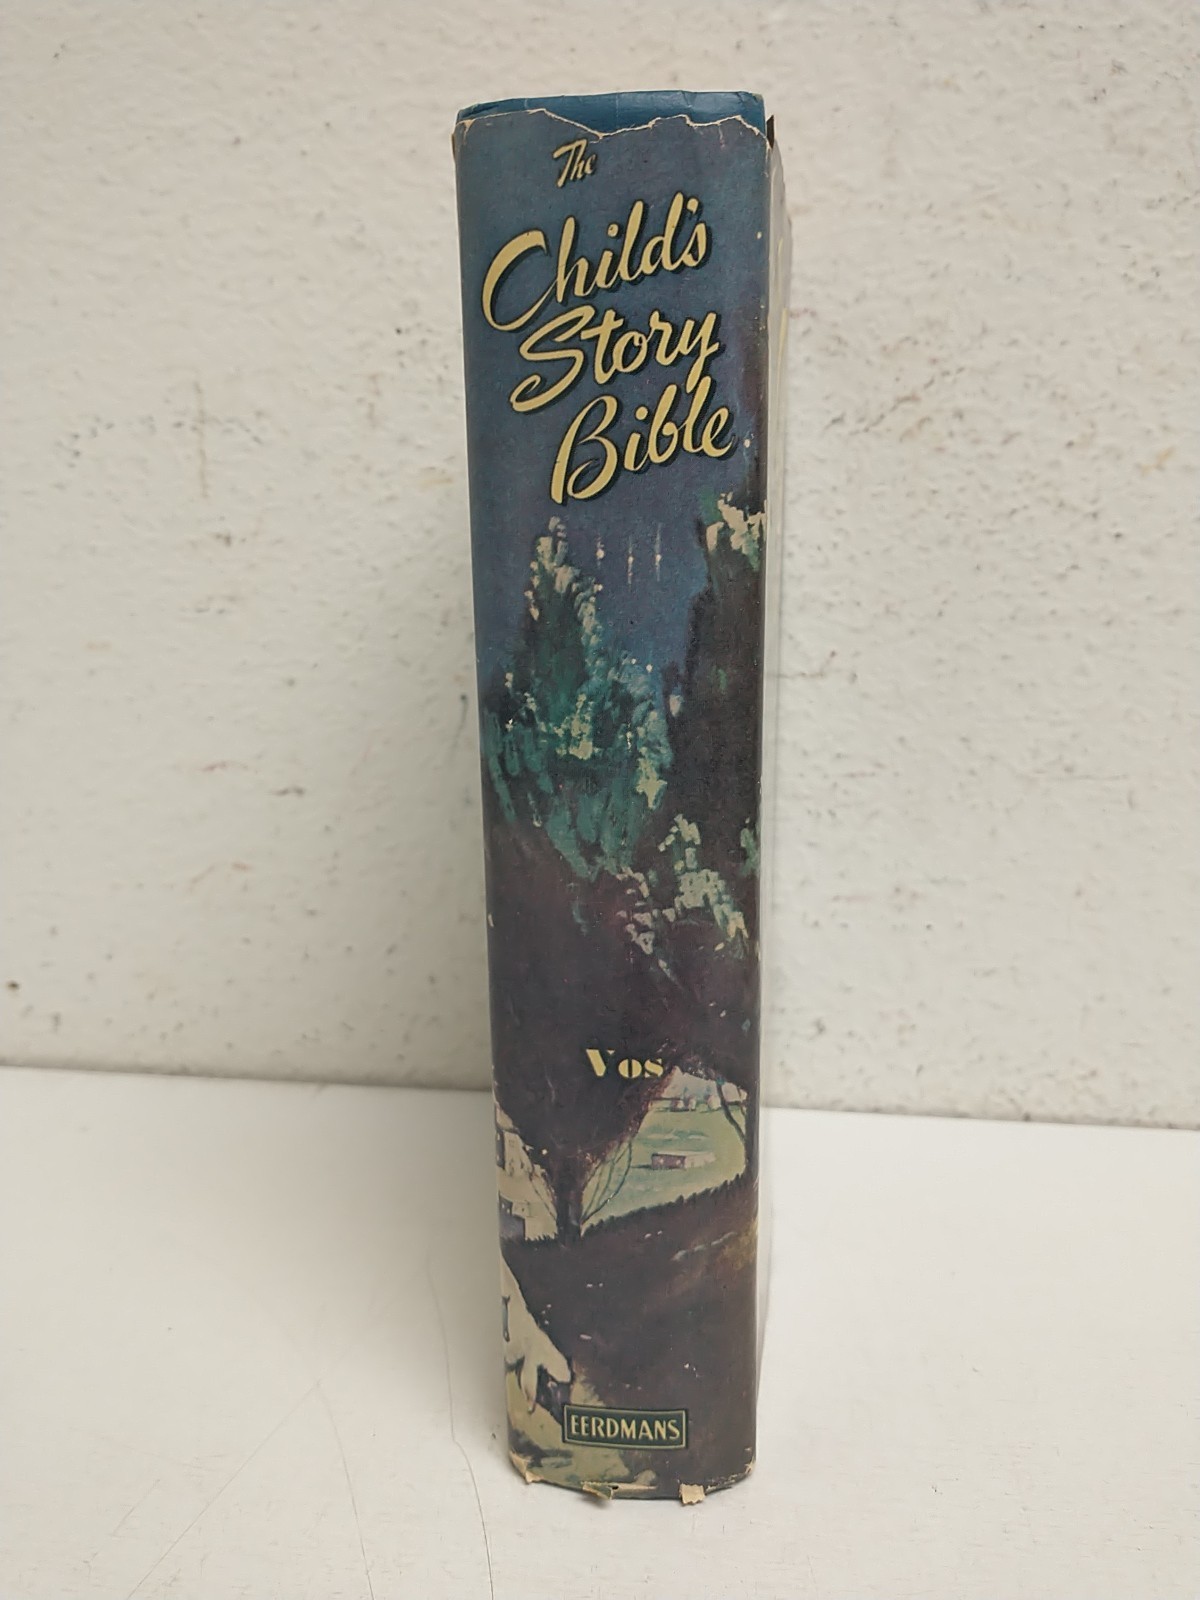 The
Child's
Story
Bible
Vos
EERDMANS